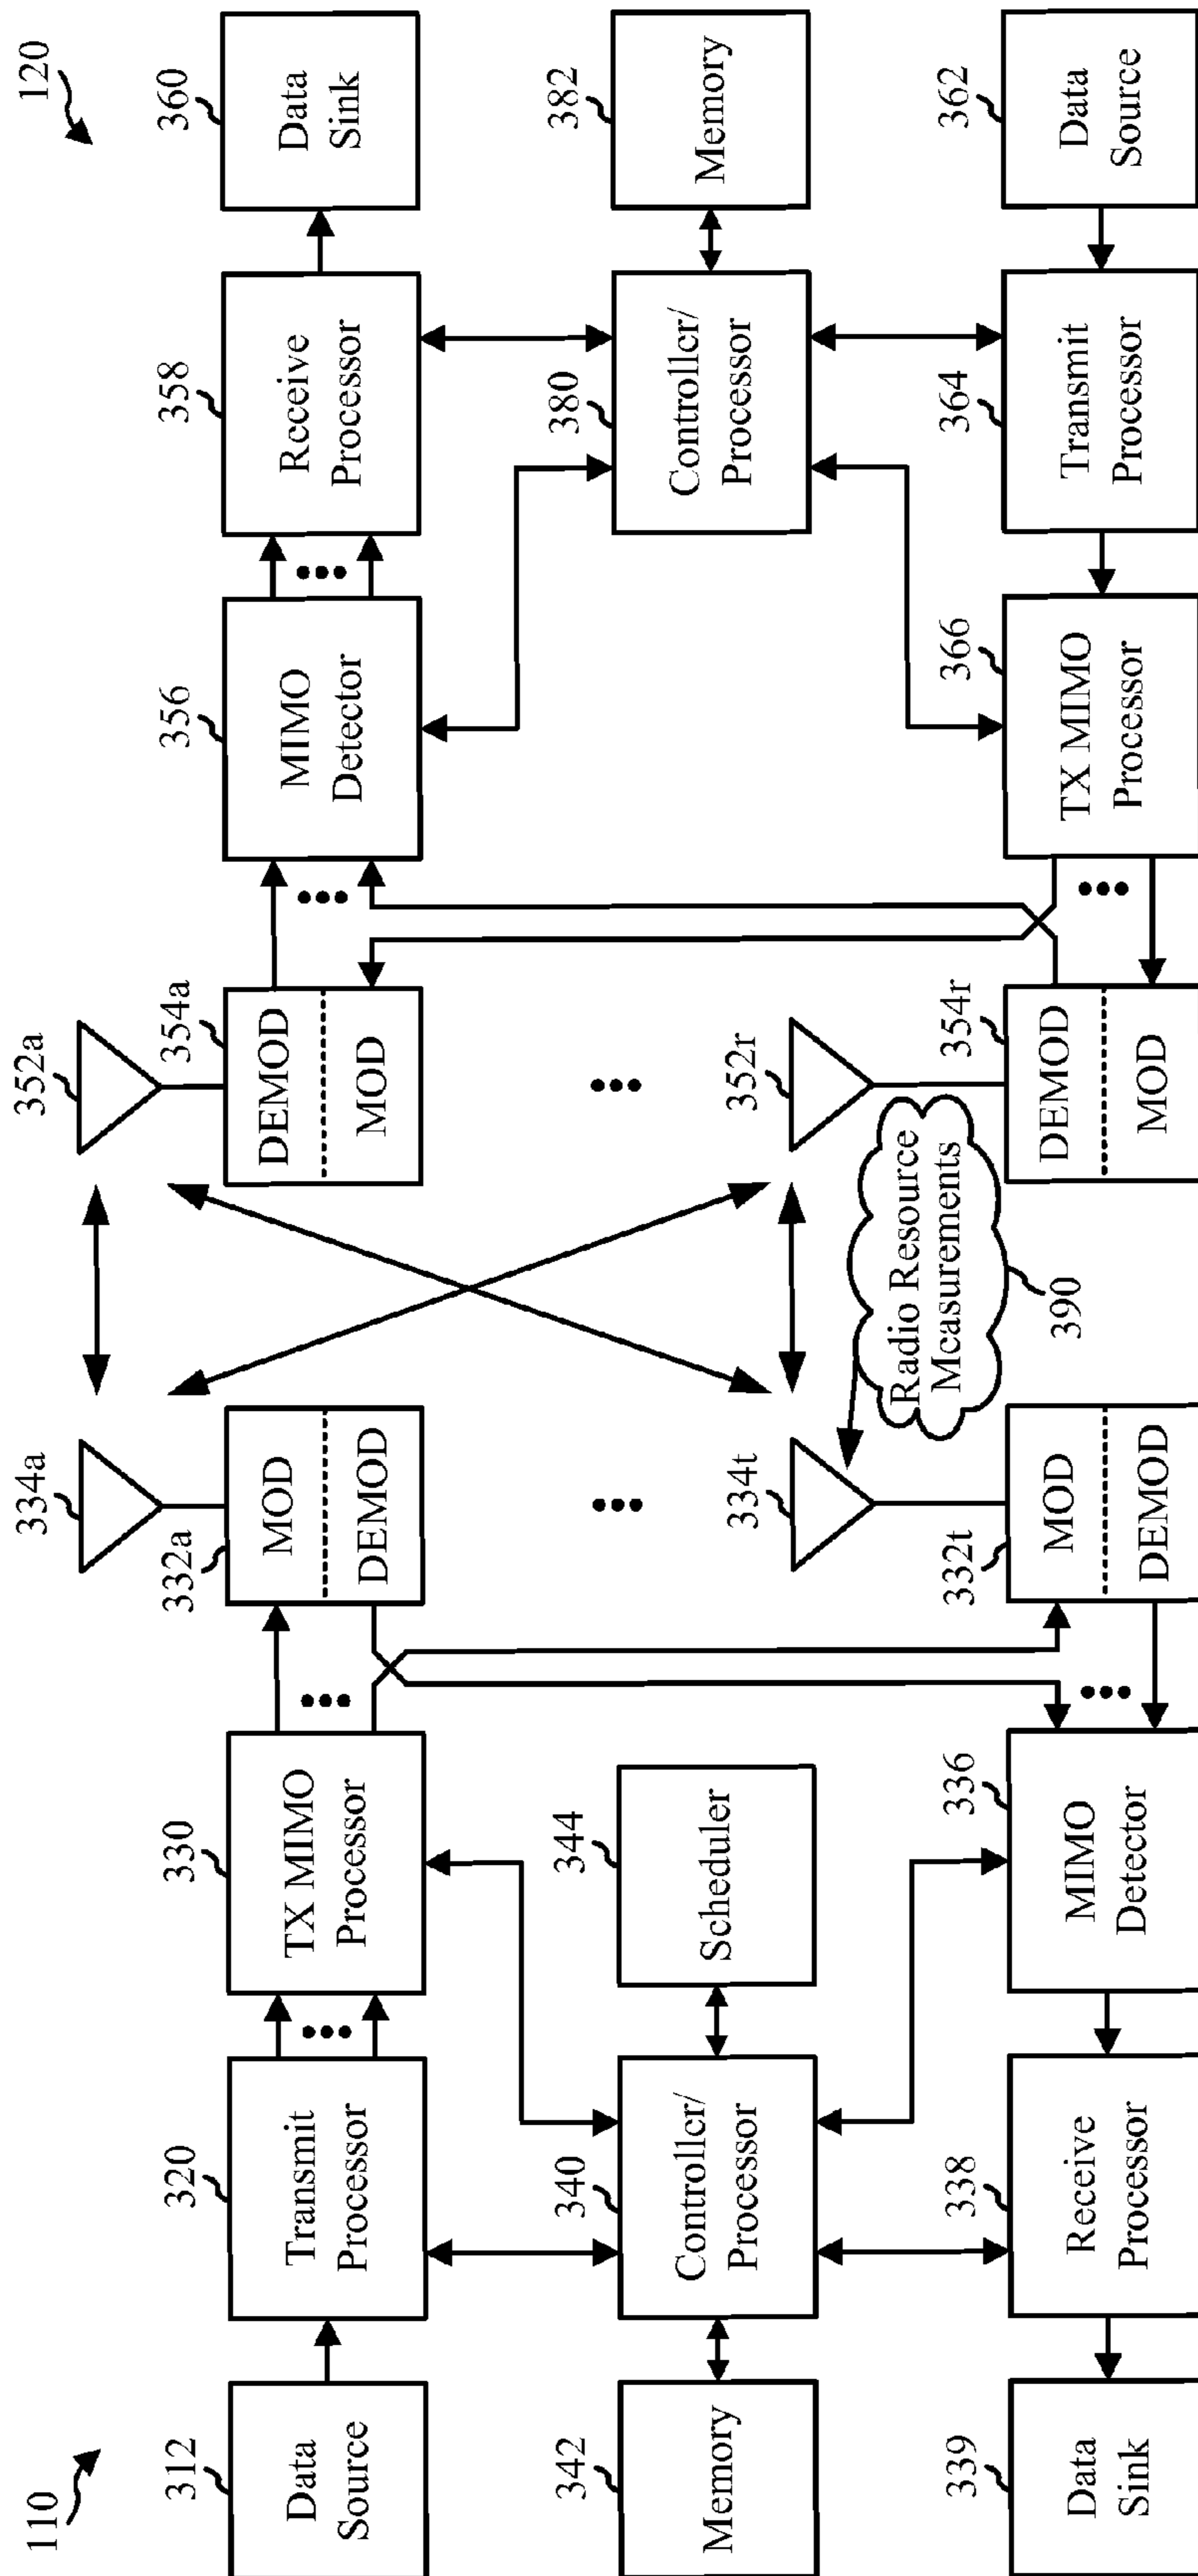 110
120
312
Data
Source
320
Transmit
Processor
330
TX MIMO
Processor
332a
MOD
DEMOD
334a
352a
354a
DEMOD
MOD
356
MIMO
Detector
358
Receive
Processor
360
Data
Sink
342
Memory
340
Controller/
Processor
344
Scheduler
380
Controller/
Processor
382
Memory
339
Data
Sink
338
Receive
Processor
336
MIMO
Detector
332t
MOD
DEMOD
334t
Radio Resource
Measurements
390
352r
354r
DEMOD
MOD
366
TX MIMO
Processor
364
Transmit
Processor
362
Data
Source